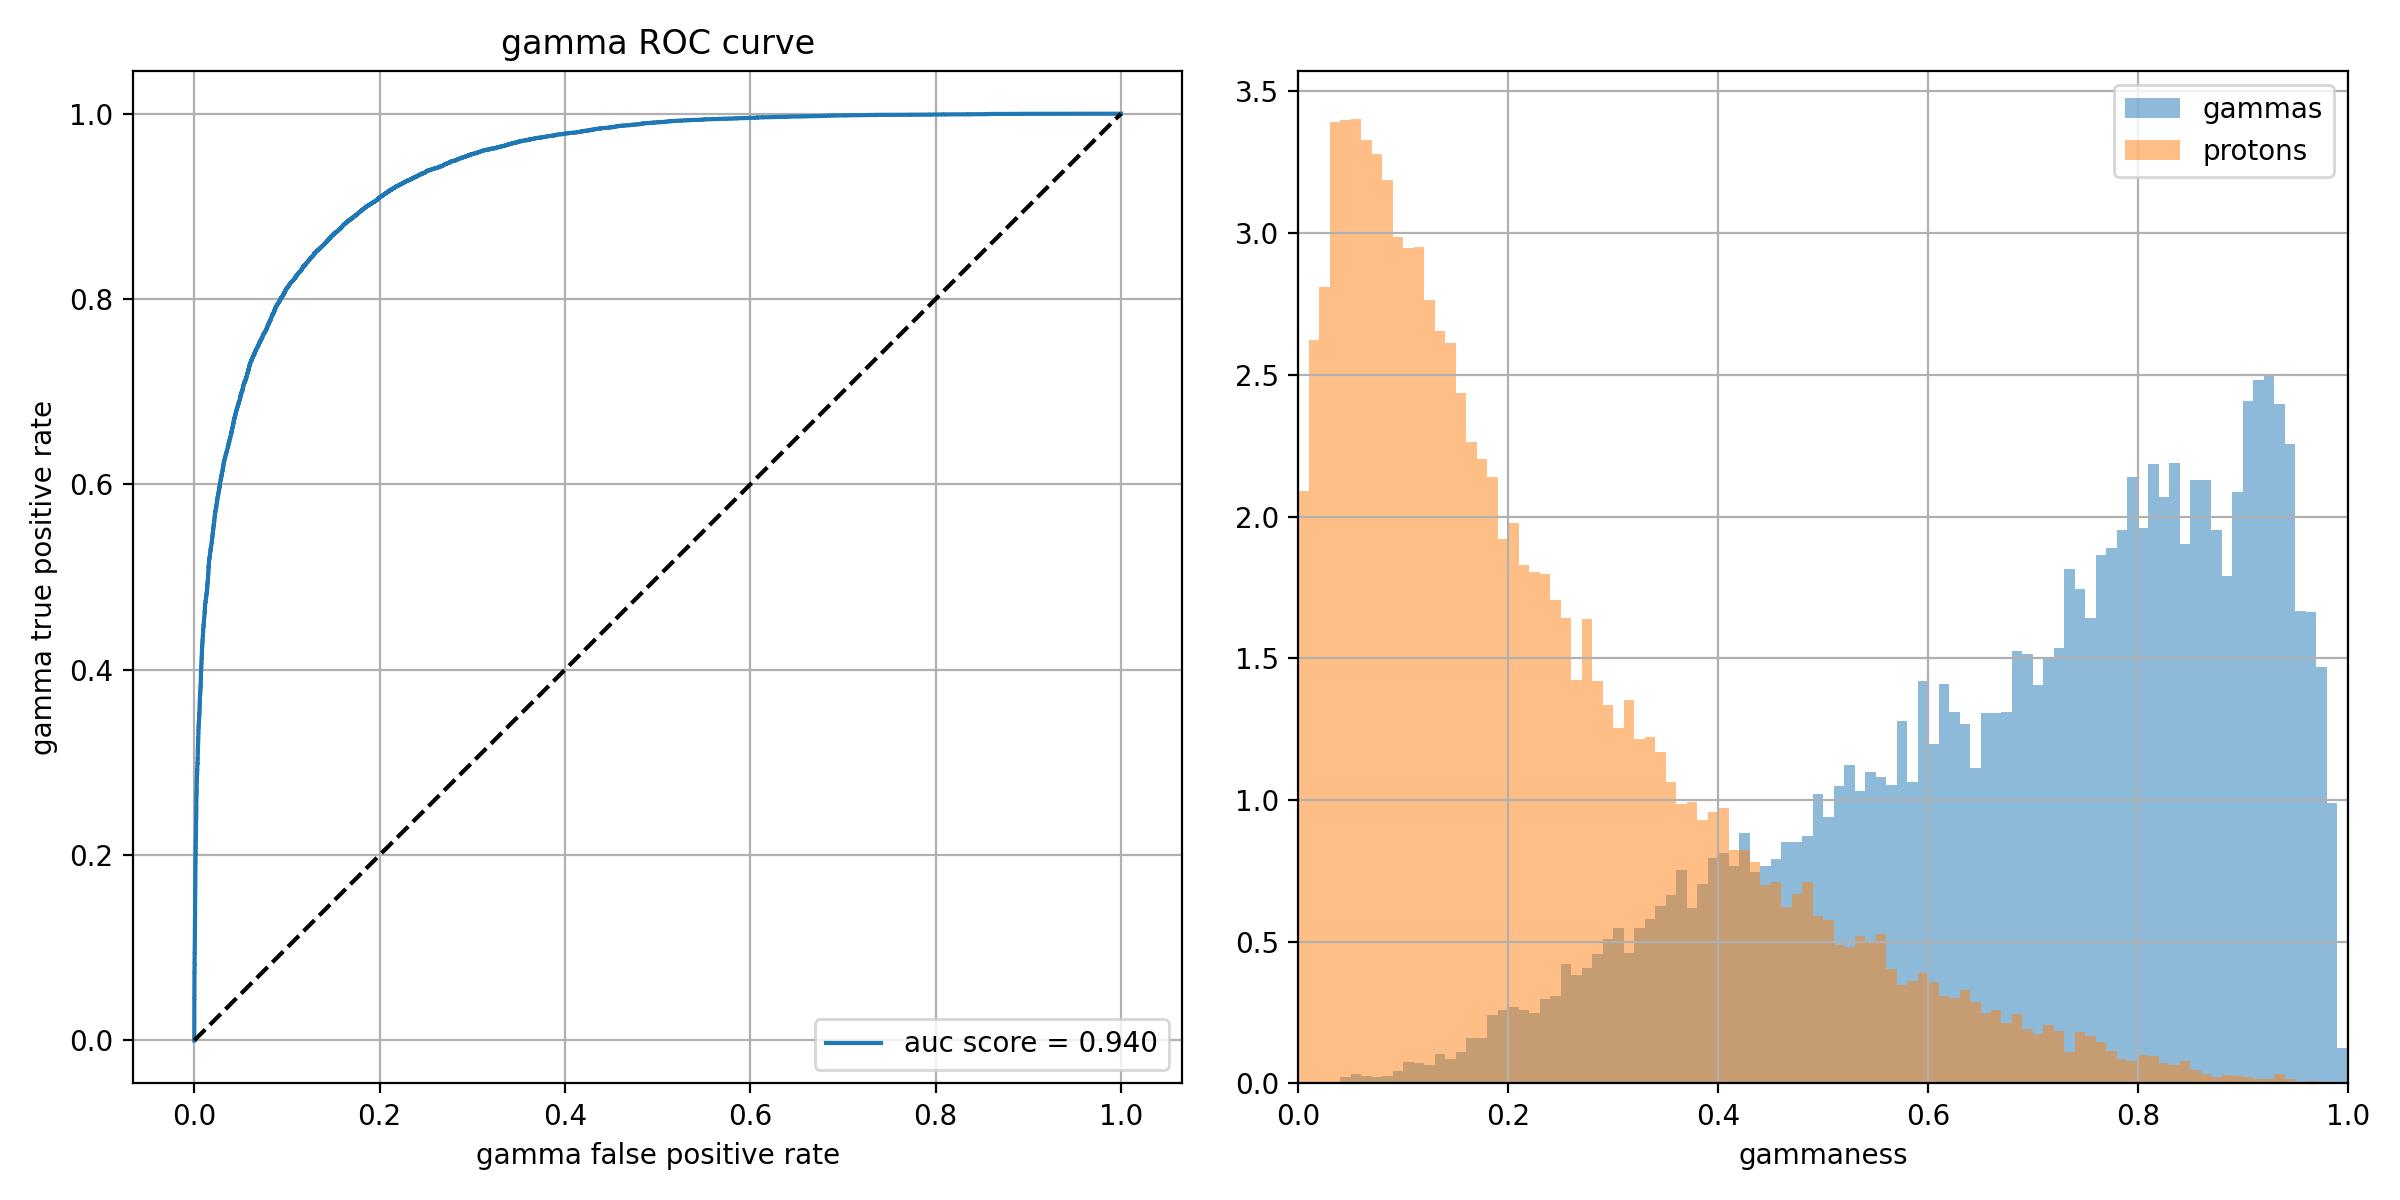 gamma ROC curve
1.0
0.8
0.6
0.4
0.2
0.0
gamma true positive rate
auc score = 0.940
0.0 0.2 0.4 0.6 0.8 1.0
gamma false positive rate
3.5
3.0
2.5
2.0
1.5
1.0
0.5
0.0
gammas
protons
0.0 0.2 0.4 0.6 0.8 1.0
gammaness